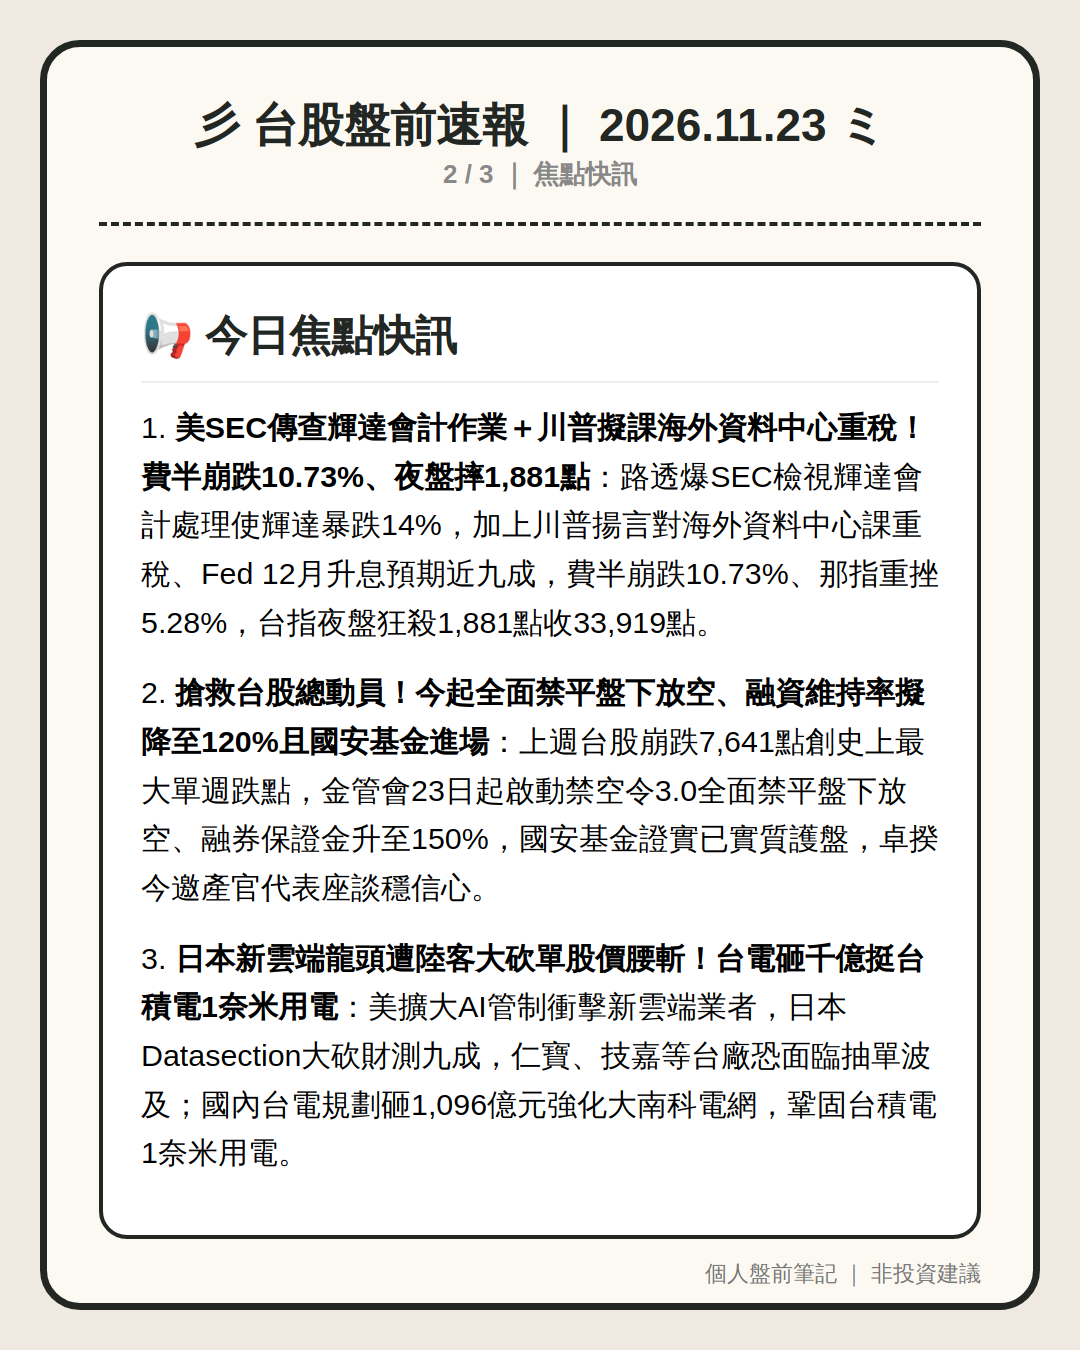 彡 台股盤前速報 ｜ 2026.11.23 ミ
2 / 3 ｜ 焦點快訊
📢 今日焦點快訊
1. 美SEC傳查輝達會計作業＋川普擬課海外資料中心重稅！
費半崩跌10.73%、夜盤摔1,881點：路透爆SEC檢視輝達會
計處理使輝達暴跌14%，加上川普揚言對海外資料中心課重
稅、Fed 12月升息預期近九成，費半崩跌10.73%、那指重挫
5.28%，台指夜盤狂殺1,881點收33,919點。
2. 搶救台股總動員！今起全面禁平盤下放空、融資維持率擬
降至120%且國安基金進場：上週台股崩跌7,641點創史上最
大單週跌點，金管會23日起啟動禁空令3.0全面禁平盤下放
空、融券保證金升至150%，國安基金證實已實質護盤，卓揆
今邀產官代表座談穩信心。
3. 日本新雲端龍頭遭陸客大砍單股價腰斬！台電砸千億挺台
積電1奈米用電：美擴大AI管制衝擊新雲端業者，日本
Datasection大砍財測九成，仁寶、技嘉等台廠恐面臨抽單波
及；國內台電規劃砸1,096億元強化大南科電網，鞏固台積電
1奈米用電。
個人盤前筆記 ｜ 非投資建議